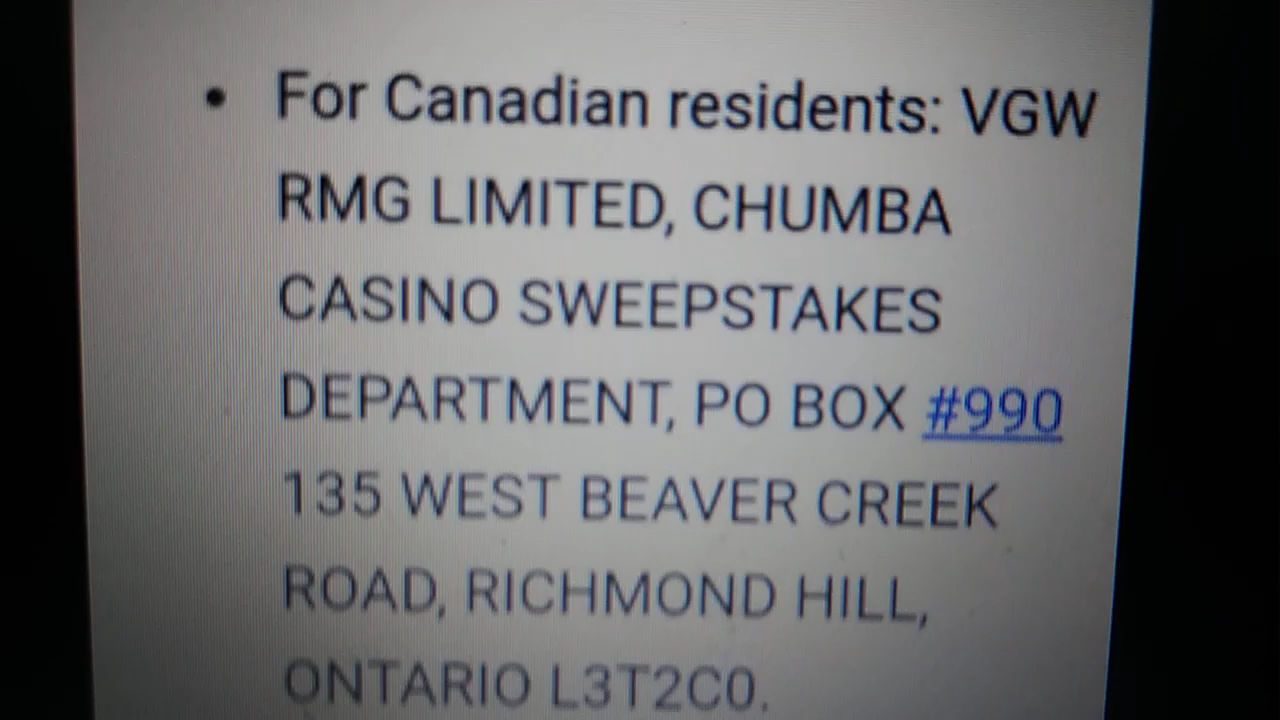 • For Canadian residents: VGW
RMG LIMITED, CHUMBA
CASINO SWEEPSTAKES
DEPARTMENT, PO BOX #990
135 WEST BEAVER CREEK
ROAD, RICHMOND HILL,
ONTARIO L3T2C0.